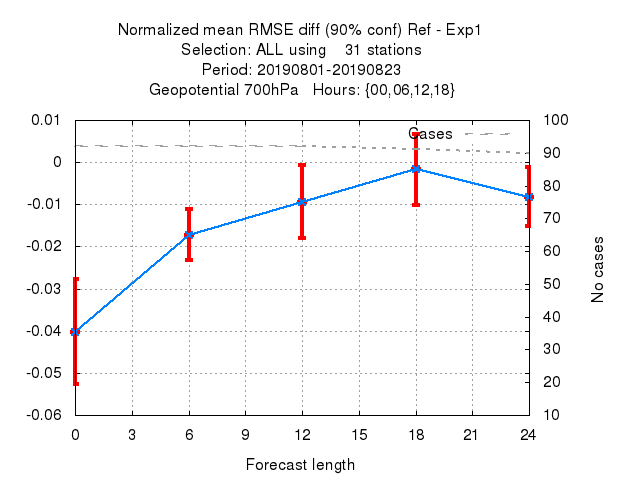 Normalized mean RMSE diff (90% conf) Ref - Exp1
Selection: ALL using    31 stations
Period: 20190801-20190823
Geopotential 700hPa   Hours: {00,06,12,18}
Cases
0.01
0
-0.01
-0.02
-0.03
-0.04
-0.05
-0.06
100
90
80
70
60
50
40
30
20
10
No cases
0 3 6 9 12 15 18 21 24
Forecast length